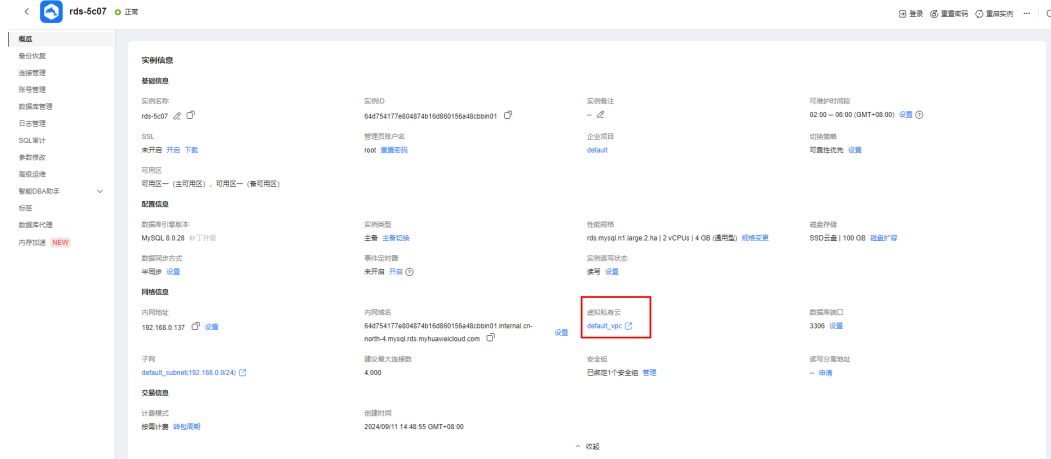 rds-5c07 正常
登录 重置密码 重启实例 ...
概览
备份恢复
连接管理
账号管理
数据库管理
日志管理
SQL审计
参数修改
高级运维
智能DBA助手
标签
数据库代理
内存加速 NEW
实例信息
基础信息
实例名称 实例ID 实例备注 可维护时间段
rds-5c07 64d754177e804874b16d860156a48cbbin01 -- 02:00 — 06:00 (GMT+08:00) 设置
SSL 管理员账户名 企业项目 切换策略
未开启 开启 下载 root 重置密码 default 可靠性优先 设置
可用区
可用区一（主可用区），可用区一（备可用区）
配置信息
数据库引擎版本 实例类型 性能规格 磁盘存储
MySQL 8.0.28 补丁升级 主备 主备切换 rds.mysql.n1.large.2.ha | 2 vCPUs | 4 GB (通用型) 规格变更 SSD云盘 | 100 GB 磁盘扩容
数据同步方式 事件定时器 实例读写状态
半同步 设置 未开启 开启 读写 设置
网络信息
内网地址 内网域名 虚拟私有云 数据库端口
192.168.0.137 设置 64d754177e804874b16d860156a48cbbin01.internal.cn- 设置 default_vpc 3306 设置
north-4.mysql.rds.myhuaweicloud.com
子网 建议最大连接数 安全组 读写分离地址
default_subnet(192.168.0.0/24) 4,000 已绑定1个安全组 管理 -- 申请
交易信息
计费模式 创建时间
按需计费 转包周期 2024/09/11 14:48:55 GMT+08:00
收起